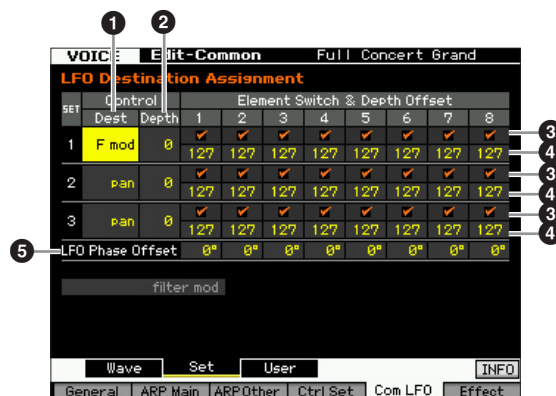 1 2
VOICE Edit-Common Full Concert Grand
LFO Destination Assignment
SET Control Element Switch & Depth Offset
Dest Depth 1 2 3 4 5 6 7 8
3
1 F mod 0
127 127 127 127 127 127 127 127 4
3
2 pan 0
127 127 127 127 127 127 127 127 4
3
3 pan 0
127 127 127 127 127 127 127 127 4
5 LFO Phase Offset 0° 0° 0° 0° 0° 0° 0° 0°
filter mod
Wave Set User INFO
General ARP Main ARP Other Ctrl Set Com LFO Effect